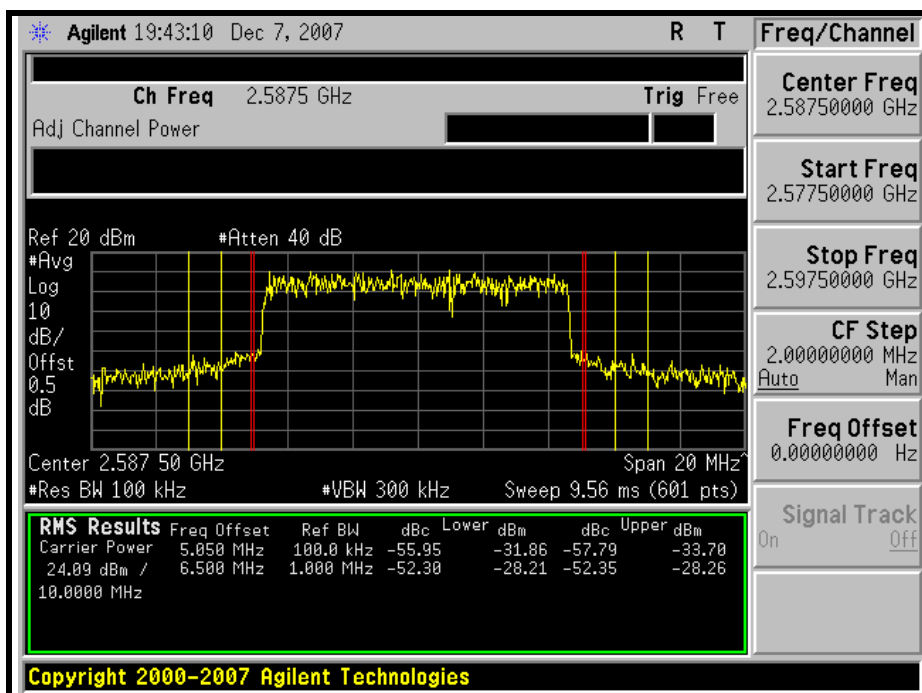 Agilent 19:43:10 Dec 7, 2007 R T
Freq/Channel
Ch Freq 2.5875 GHz Trig Free
Adj Channel Power
Center Freq
2.58750000 GHz
Start Freq
2.57750000 GHz
Stop Freq
2.59750000 GHz
CF Step
2.00000000 MHz
Auto Man
Freq Offset
0.00000000 Hz
Signal Track
On Off
Ref 20 dBm #Atten 40 dB
#Avg
Log
10
dB/
Offst
0.5
dB
Center 2.587 50 GHz Span 20 MHz^
#Res BW 100 kHz #VBW 300 kHz Sweep 9.56 ms (601 pts)
RMS Results Freq Offset Ref BW dBc Lower dBm dBc Upper dBm
Carrier Power 5.050 MHz 100.0 kHz -55.95 -31.86 -57.79 -33.70
24.09 dBm / 6.500 MHz 1.000 MHz -52.30 -28.21 -52.35 -28.26
10.0000 MHz
Copyright 2000-2007 Agilent Technologies